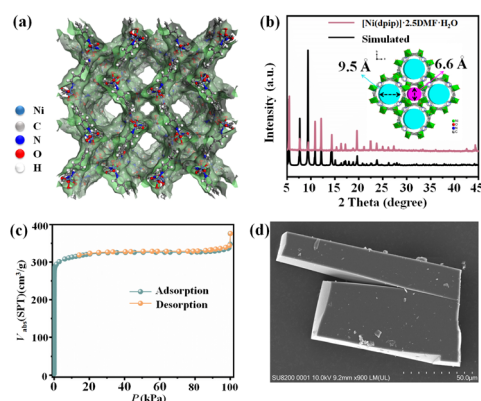 (a)
Ni
C
N
O
H
(b)
[Ni(dpip)]·2.5DMF·H₂O
Simulated
9.5 Å
6.6 Å
Intensity (a.u.)
5 10 15 20 25 30 35 40 45
2 Theta (degree)
(c)
400
300
200
100
0
V_abs(SPT)(cm³/g)
Adsorption
Desorption
0 20 40 60 80 100
P (kPa)
(d)
SU8200 0001 10.0kV 9.2mm x900 LM(UL)
50.0μm